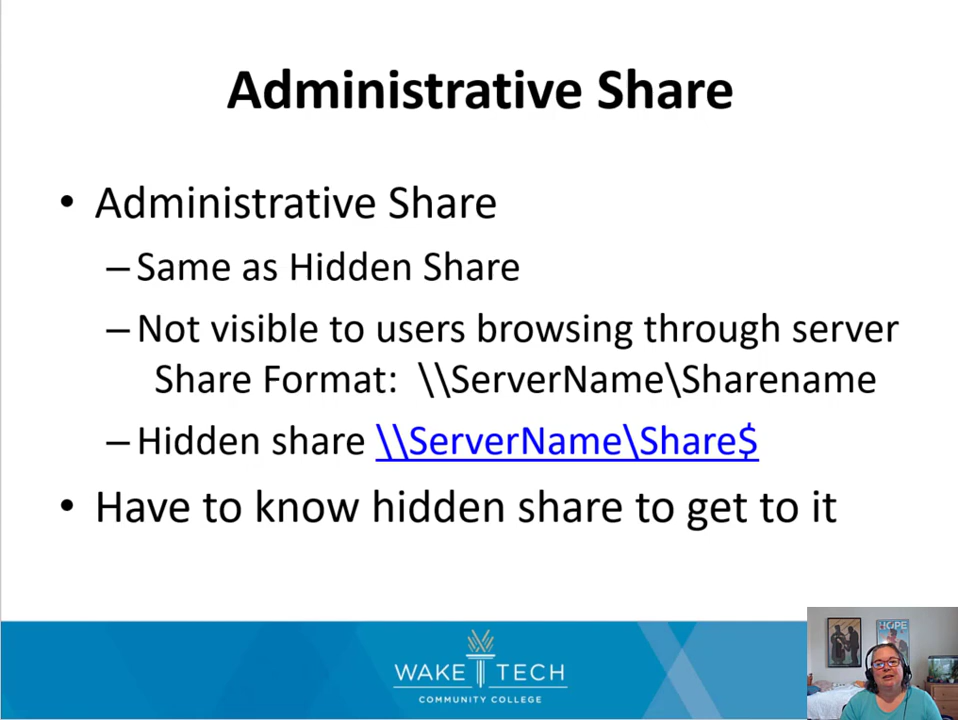 Administrative Share
• Administrative Share
–Same as Hidden Share
–Not visible to users browsing through server
Share Format: \\ServerName\Sharename
–Hidden share \\ServerName\Share$
• Have to know hidden share to get to it
WAKE TECH
COMMUNITY COLLEGE
HOPE